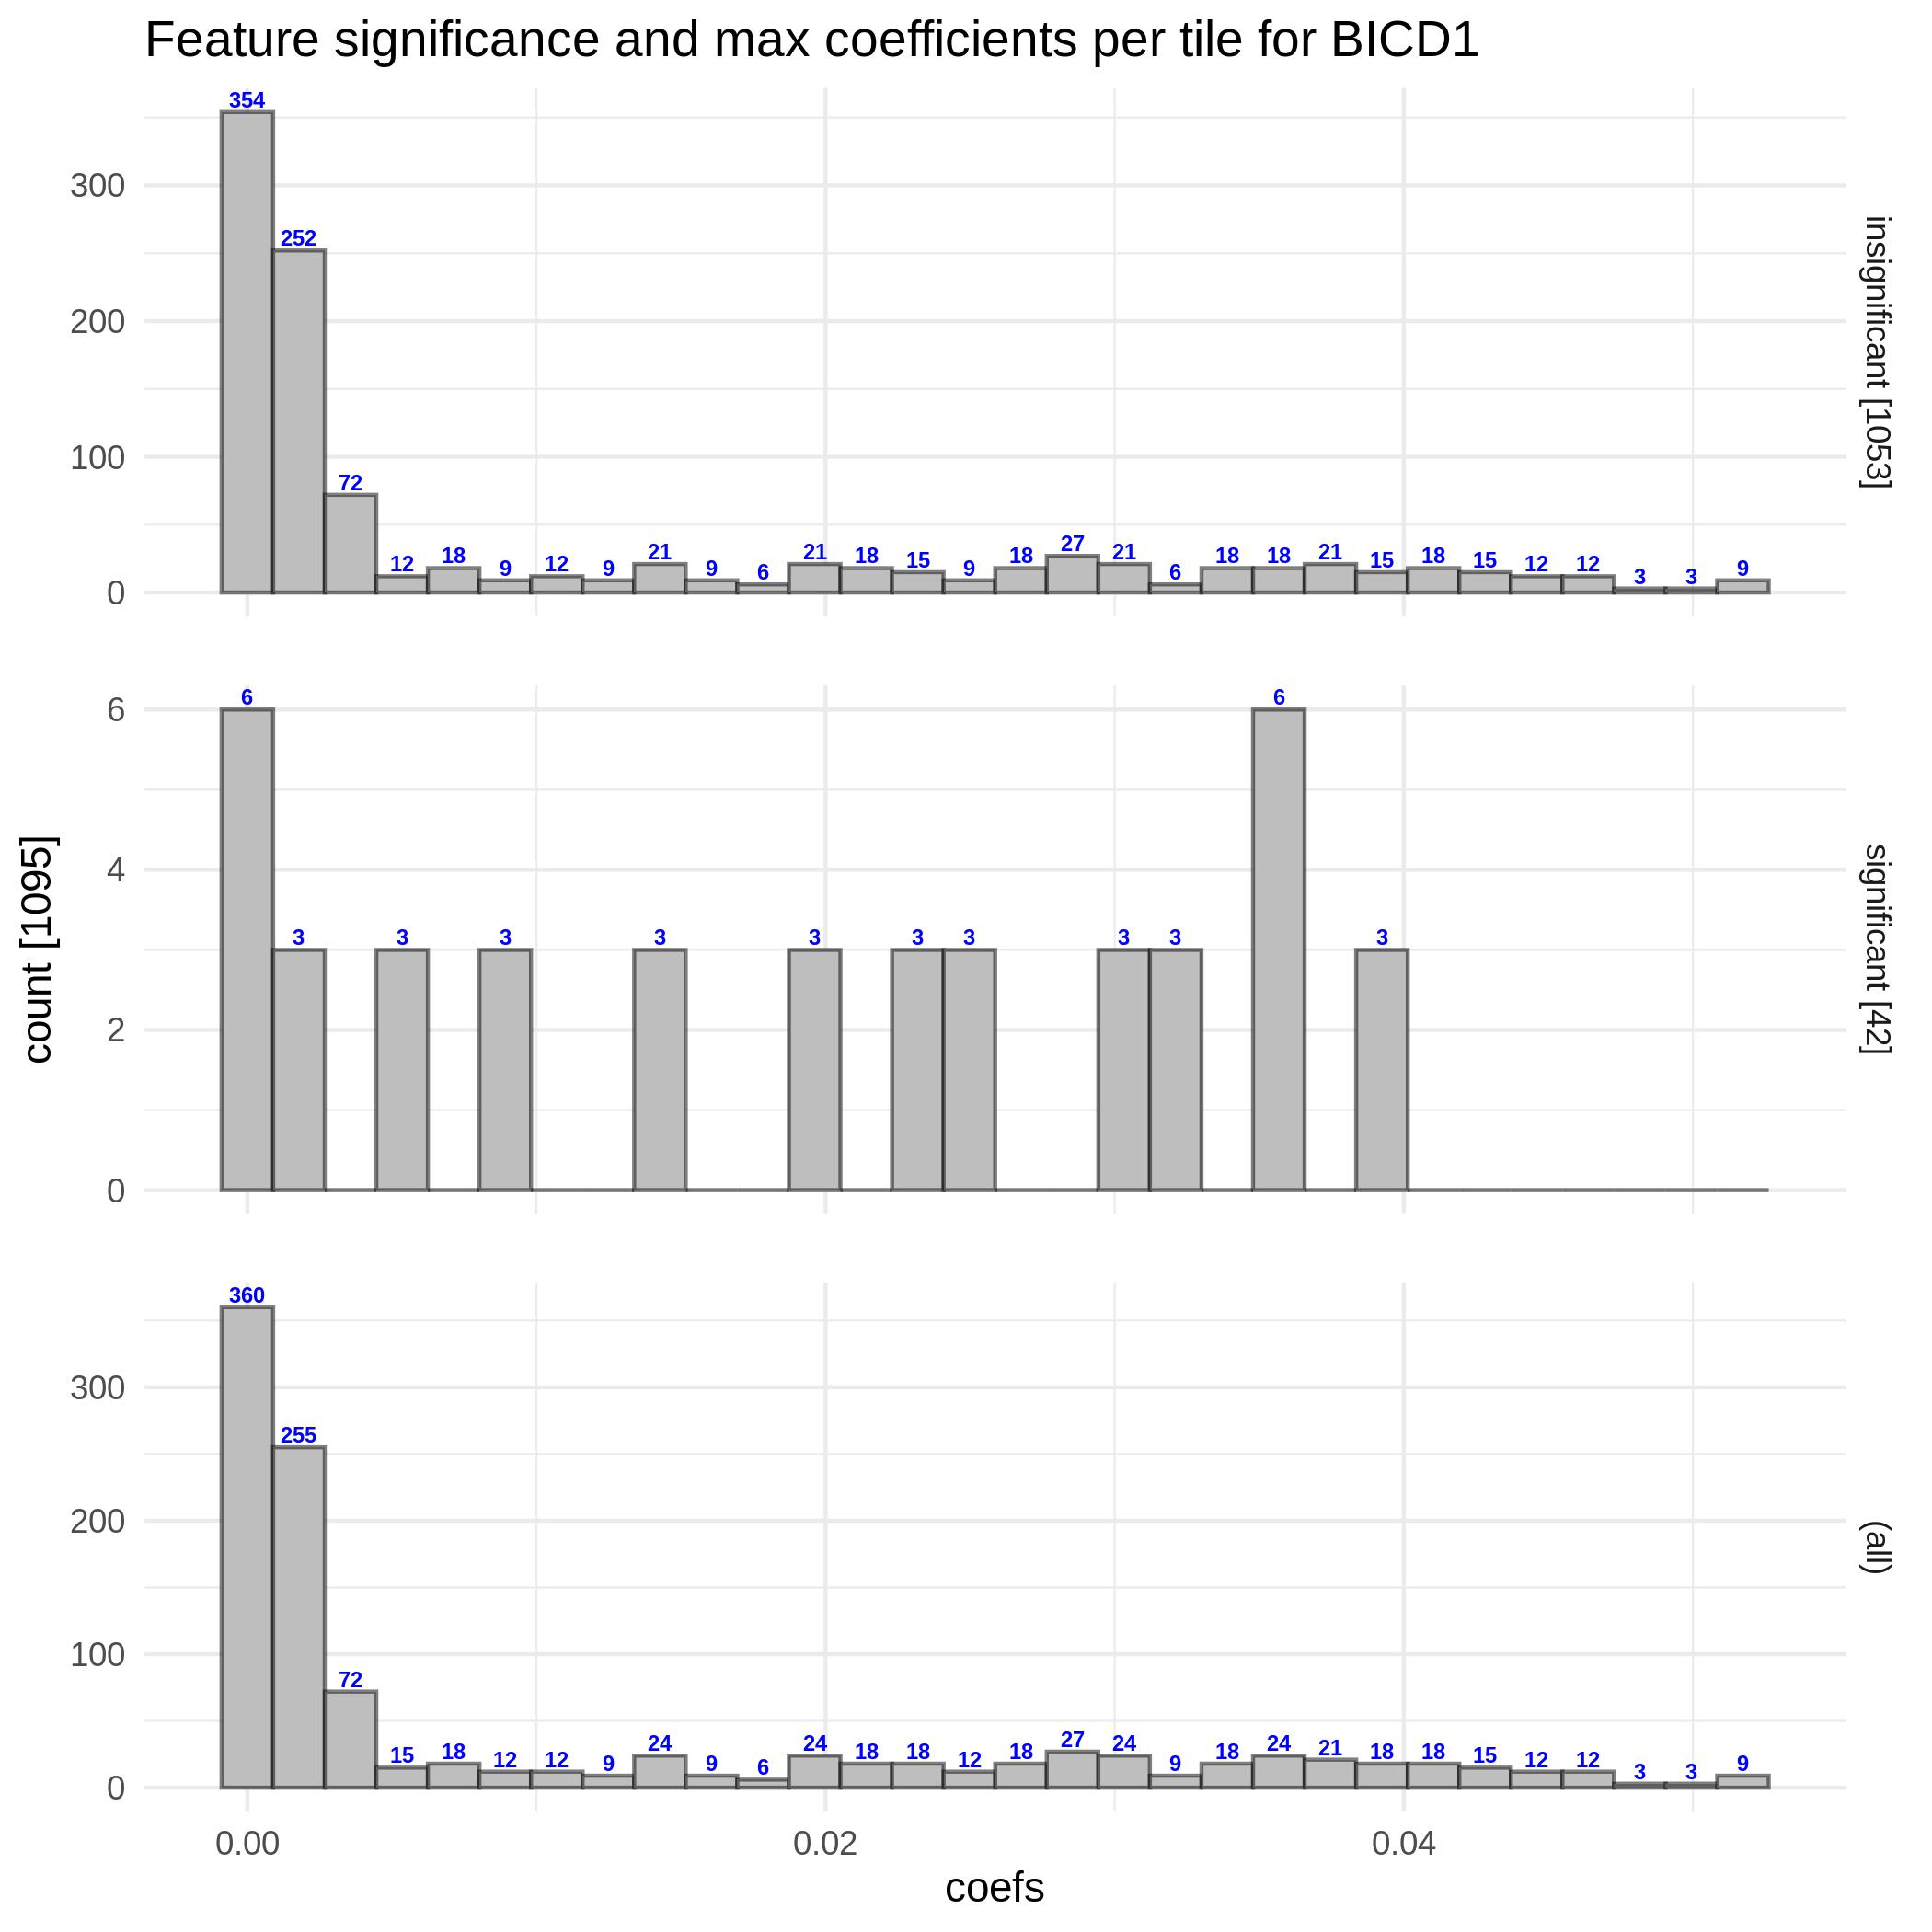 Feature significance and max coefficients per tile for BICD1
354
252
72
12 18 9 12 9 21 9 6 21 18 15 9 18 27 21 6 18 18 21 15 18 15 12 12 3 3 9
300
200
100
0
insignificant [1053]
6 6
3 3 3 3 3 3 3 3 3 3
6
4
2
0
significant [42]
count [1095]
360
255
72
15 18 12 12 9 24 9 6 24 18 18 12 18 27 24 9 18 24 21 18 18 15 12 12 3 3 9
300
200
100
0
(all)
0.00 0.02 0.04
coefs